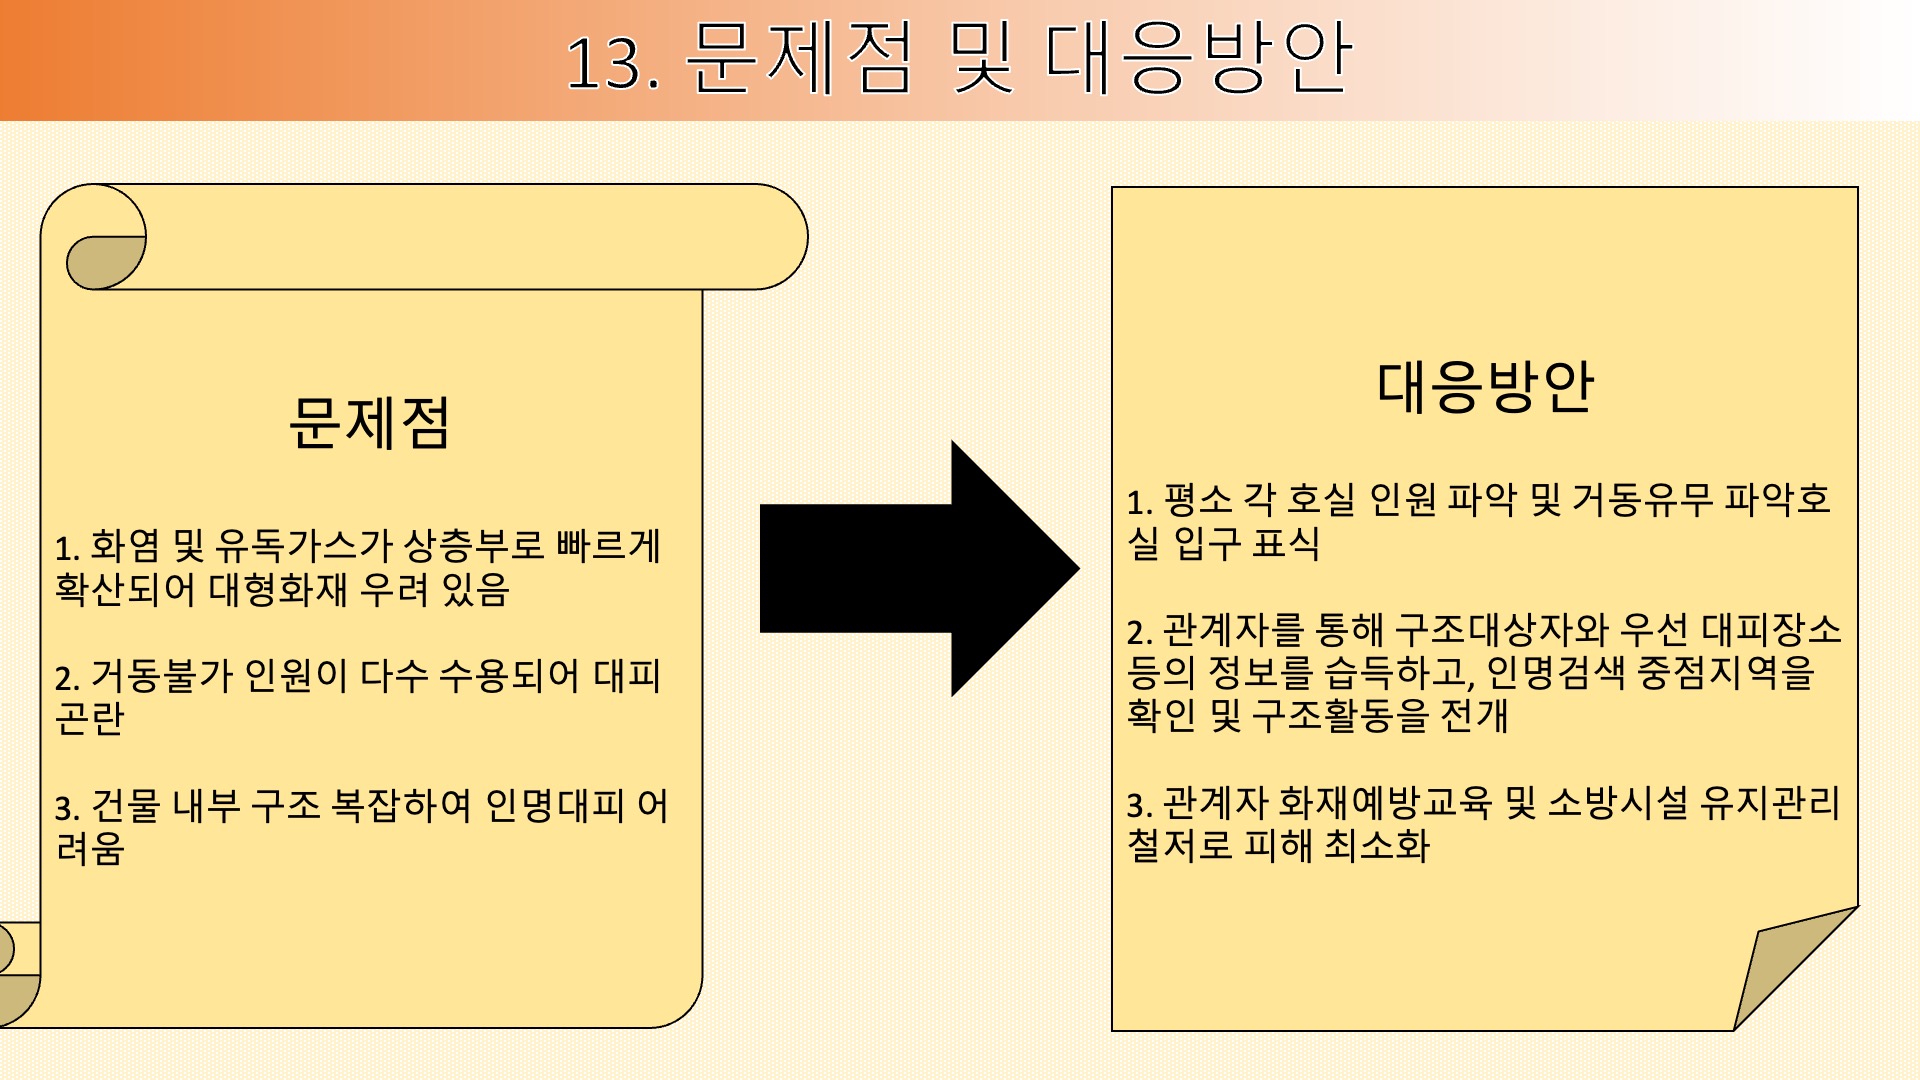 13. 문제점 및 대응방안
문제점
1. 화염 및 유독가스가 상층부로 빠르게
확산되어 대형화재 우려 있음
2. 거동불가 인원이 다수 수용되어 대피
곤란
3. 건물 내부 구조 복잡하여 인명대피 어
려움
대응방안
1. 평소 각 호실 인원 파악 및 거동유무 파악호
실 입구 표식
2. 관계자를 통해 구조대상자와 우선 대피장소
등의 정보를 습득하고, 인명검색 중점지역을
확인 및 구조활동을 전개
3. 관계자 화재예방교육 및 소방시설 유지관리
철저로 피해 최소화